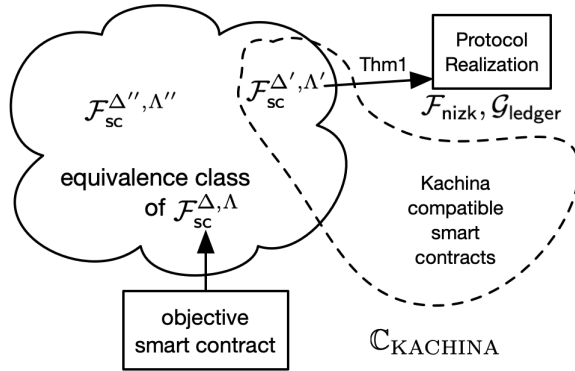 Protocol
Realization
Thm1
𝓕_sc^{Δ′,Λ′}
𝓕_nizk, 𝓖_ledger
𝓕_sc^{Δ″,Λ″}
equivalence class
of 𝓕_sc^{Δ,Λ}
Kachina
compatible
smart
contracts
objective
smart contract
ℂ_KACHINA